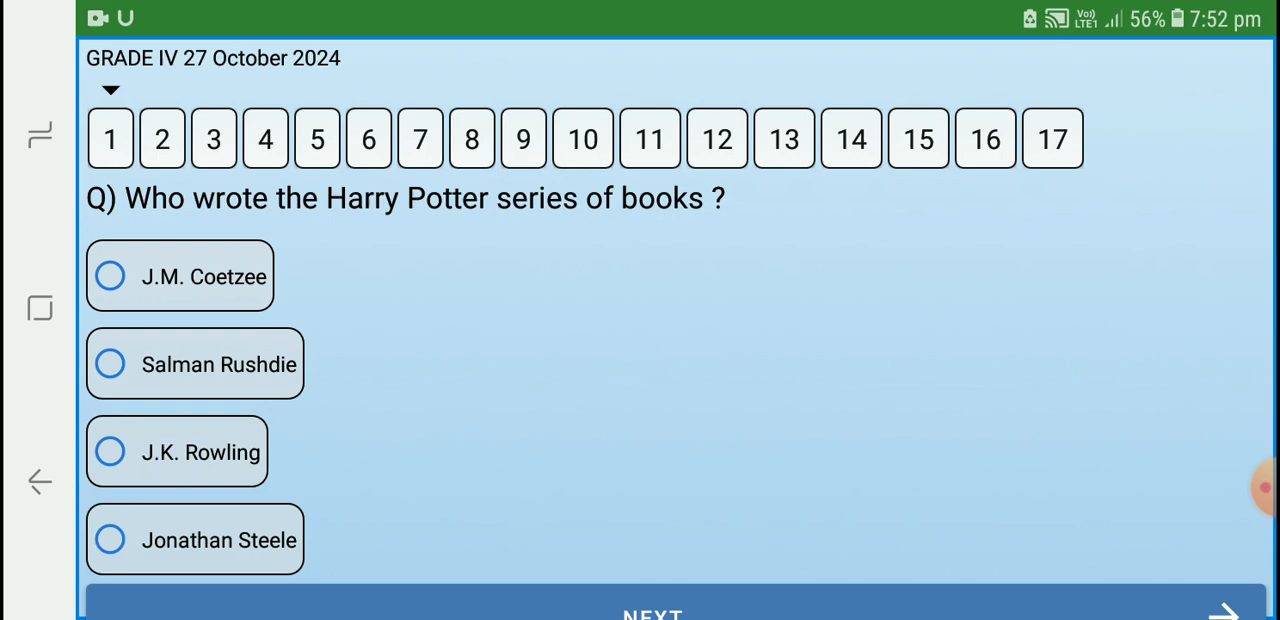 Vo)) LTE1 56% 7:52 pm
GRADE IV 27 October 2024
1 2 3 4 5 6 7 8 9 10 11 12 13 14 15 16 17
Q) Who wrote the Harry Potter series of books ?
J.M. Coetzee
Salman Rushdie
J.K. Rowling
Jonathan Steele
NEXT